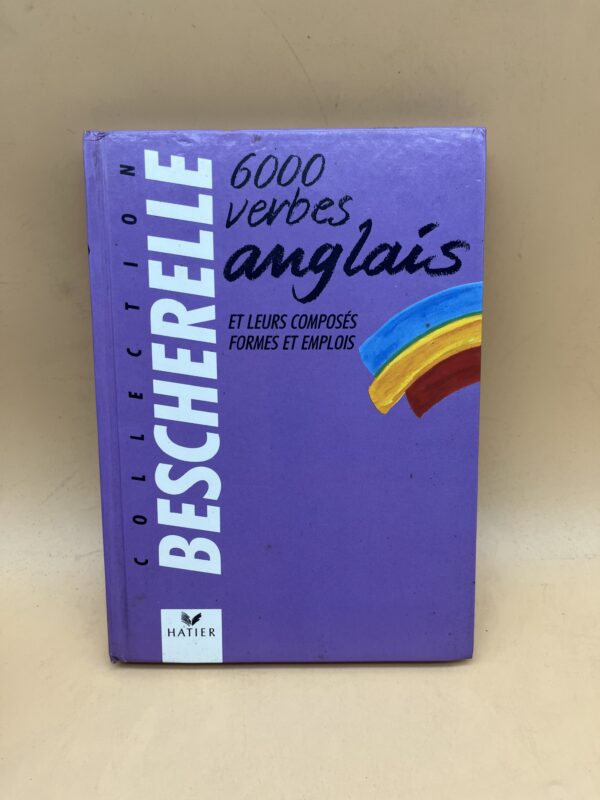 COLLECTION
BESCHERELLE
6000
verbes
anglais
ET LEURS COMPOSÉS
FORMES ET EMPLOIS
HATIER